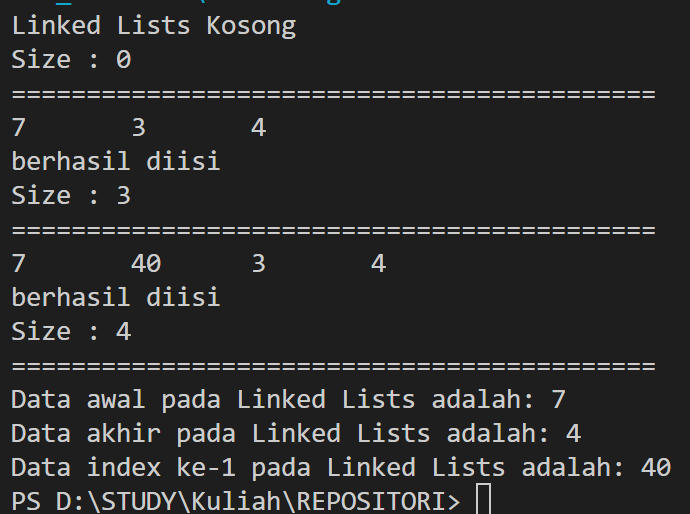 Linked Lists Kosong
Size : 0
===========================================
7       3       4
berhasil diisi
Size : 3
===========================================
7       40      3       4
berhasil diisi
Size : 4
===========================================
Data awal pada Linked Lists adalah: 7
Data akhir pada Linked Lists adalah: 4
Data index ke-1 pada Linked Lists adalah: 40
PS D:\STUDY\Kuliah\REPOSITORI>